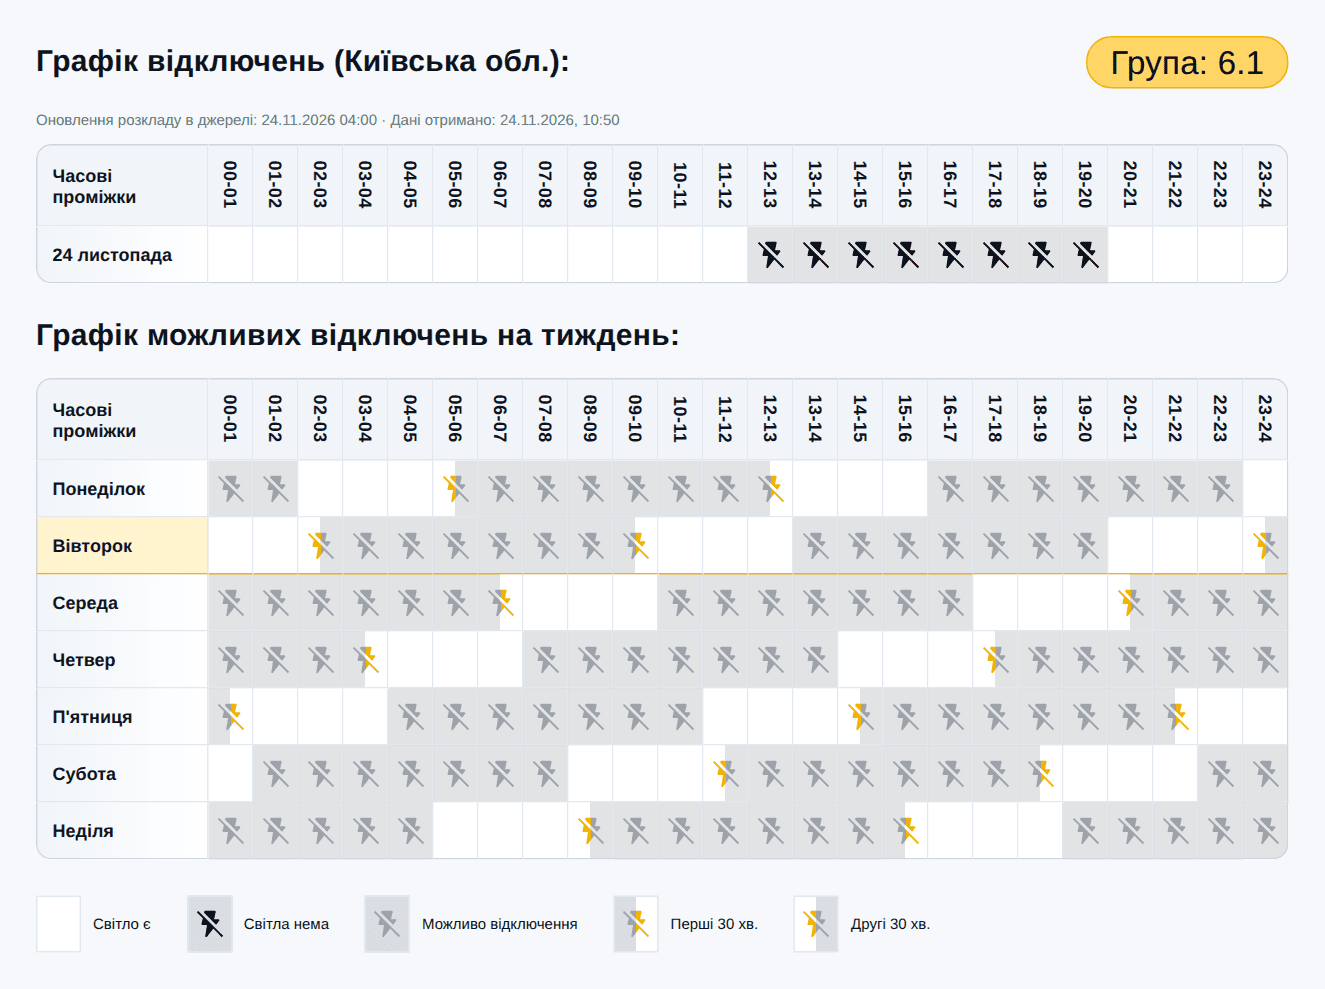 Графік відключень (Київська обл.):
Група: 6.1
Оновлення розкладу в джерелі: 24.11.2026 04:00 · Дані отримано: 24.11.2026, 10:50
Часові проміжки 00-01 01-02 02-03 03-04 04-05 05-06 06-07 07-08 08-09 09-10 10-11 11-12 12-13 13-14 14-15 15-16 16-17 17-18 18-19 19-20 20-21 21-22 22-23 23-24
24 листопада
Графік можливих відключень на тиждень:
Часові проміжки 00-01 01-02 02-03 03-04 04-05 05-06 06-07 07-08 08-09 09-10 10-11 11-12 12-13 13-14 14-15 15-16 16-17 17-18 18-19 19-20 20-21 21-22 22-23 23-24
Понеділок
Вівторок
Середа
Четвер
П'ятниця
Субота
Неділя
Світло є Світла нема Можливо відключення Перші 30 хв. Другі 30 хв.